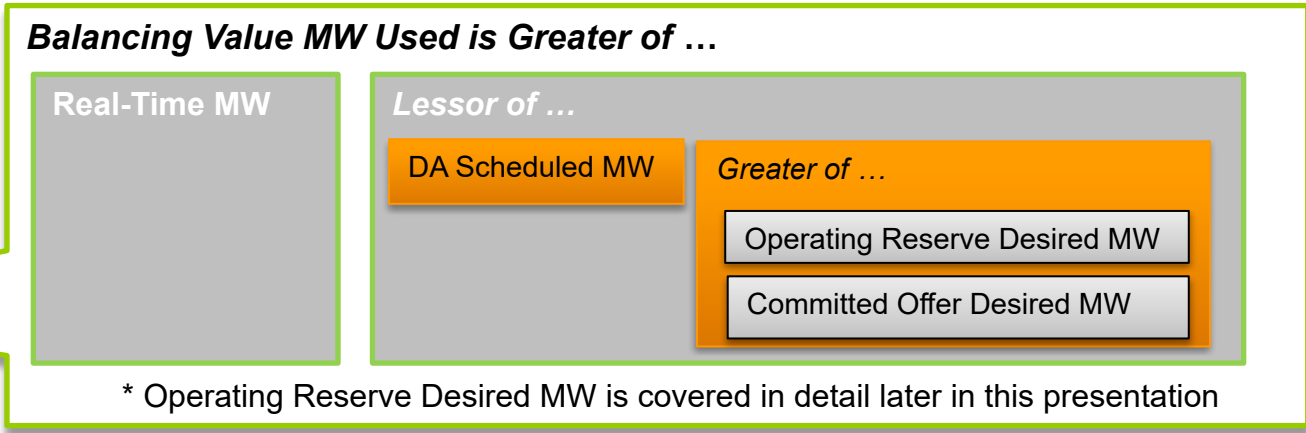 Balancing Value MW Used is Greater of …
Real-Time MW
Lessor of …
DA Scheduled MW
Greater of …
Operating Reserve Desired MW
Committed Offer Desired MW
* Operating Reserve Desired MW is covered in detail later in this presentation